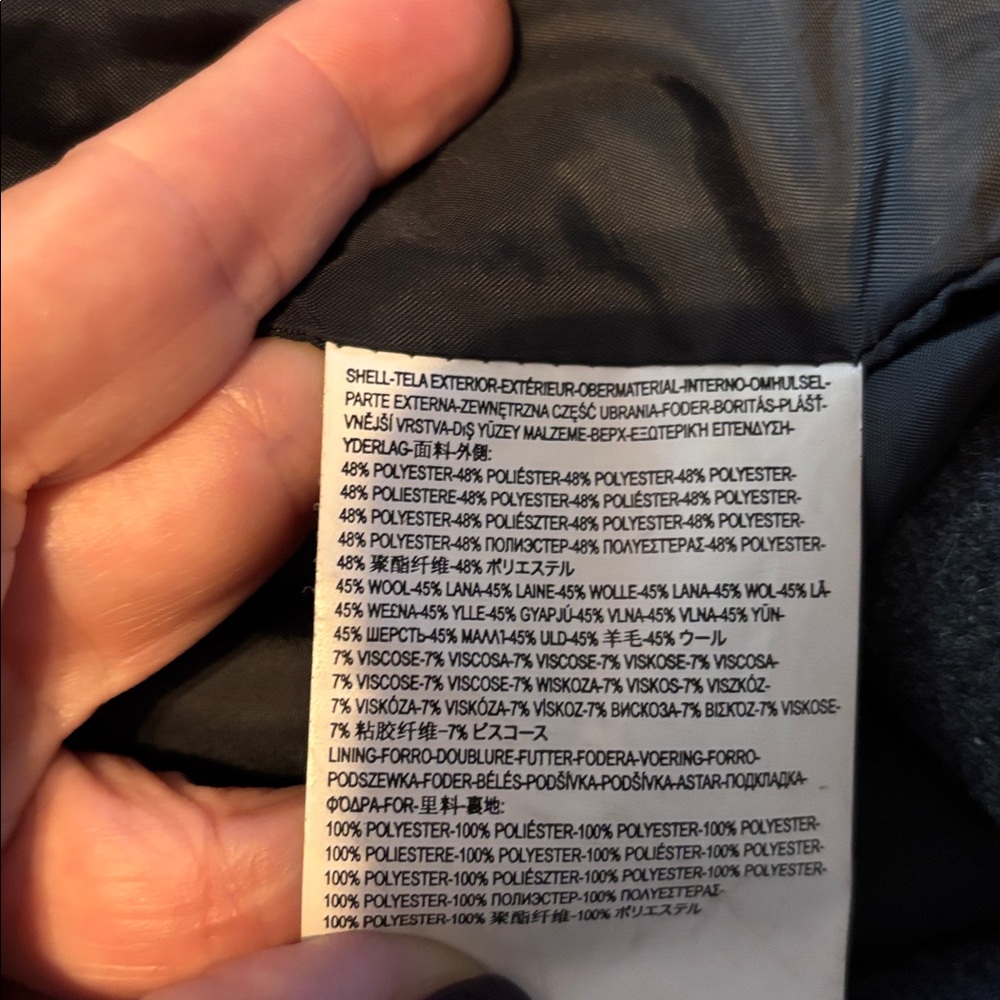 SHELL-TELA EXTERIOR-EXTÉRIEUR-OBERMATERIAL-INTERNO-OMHULSEL-
PARTE EXTERNA-ZEWNĘTRZNA CZĘŚĆ UBRANIA-FODER-BORITÁS-PLÁŠŤ-
VNĚJŠÍ VRSTVA-DIŞ YÜZEY MALZEME-ВЕРХ-ΕΞΩΤΕΡΙΚΉ ΕΠΕΝΔΥΣΗ-
YDERLAG-面料-外側:
48% POLYESTER-48% POLIÉSTER-48% POLYESTER-48% POLYESTER-
48% POLIESTERE-48% POLYESTER-48% POLIÉSTER-48% POLYESTER-
48% POLYESTER-48% POLIÉSZTER-48% POLYESTER-48% POLYESTER-
48% POLYESTER-48% ПОЛИЭСТЕР-48% ΠΟΛΥΕΣΤΕΡΑΣ-48% POLYESTER-
48% 聚酯纤维-48% ポリエステル
45% WOOL-45% LANA-45% LAINE-45% WOLLE-45% LANA-45% WOL-45% LÃ-
45% WEŁNA-45% YLLE-45% GYAPJÚ-45% VLNA-45% VLNA-45% YÜN-
45% ШЕРСТЬ-45% ΜΑΛΛΊ-45% ULD-45% 羊毛-45% ウール
7% VISCOSE-7% VISCOSA-7% VISCOSE-7% VISKOSE-7% VISCOSA-
7% VISCOSE-7% VISCOSE-7% WISKOZA-7% VISKOS-7% VISZKÓZ-
7% VISKÓZA-7% VISKÓZA-7% VİSKOZ-7% ВИСКОЗА-7% ΒΙΣΚΌΖ-7% VISKOSE-
7% 粘胶纤维-7% ビスコース
LINING-FORRO-DOUBLURE-FUTTER-FODERA-VOERING-FORRO-
PODSZEWKA-FODER-BÉLÉS-PODŠÍVKA-PODŠÍVKA-ASTAR-ПОДКЛАДКА-
ΦΌΔΡΑ-FOR-里料-裏地:
100% POLYESTER-100% POLIÉSTER-100% POLYESTER-100% POLYESTER-
100% POLIESTERE-100% POLYESTER-100% POLIÉSTER-100% POLYESTER-
100% POLYESTER-100% POLIÉSZTER-100% POLYESTER-100% POLYESTER-
100% POLYESTER-100% ПОЛИЭСТЕР-100% ΠΟΛΥΕΣΤΕΡΑΣ-
100% POLYESTER-100% 聚酯纤维-100% ポリエステル